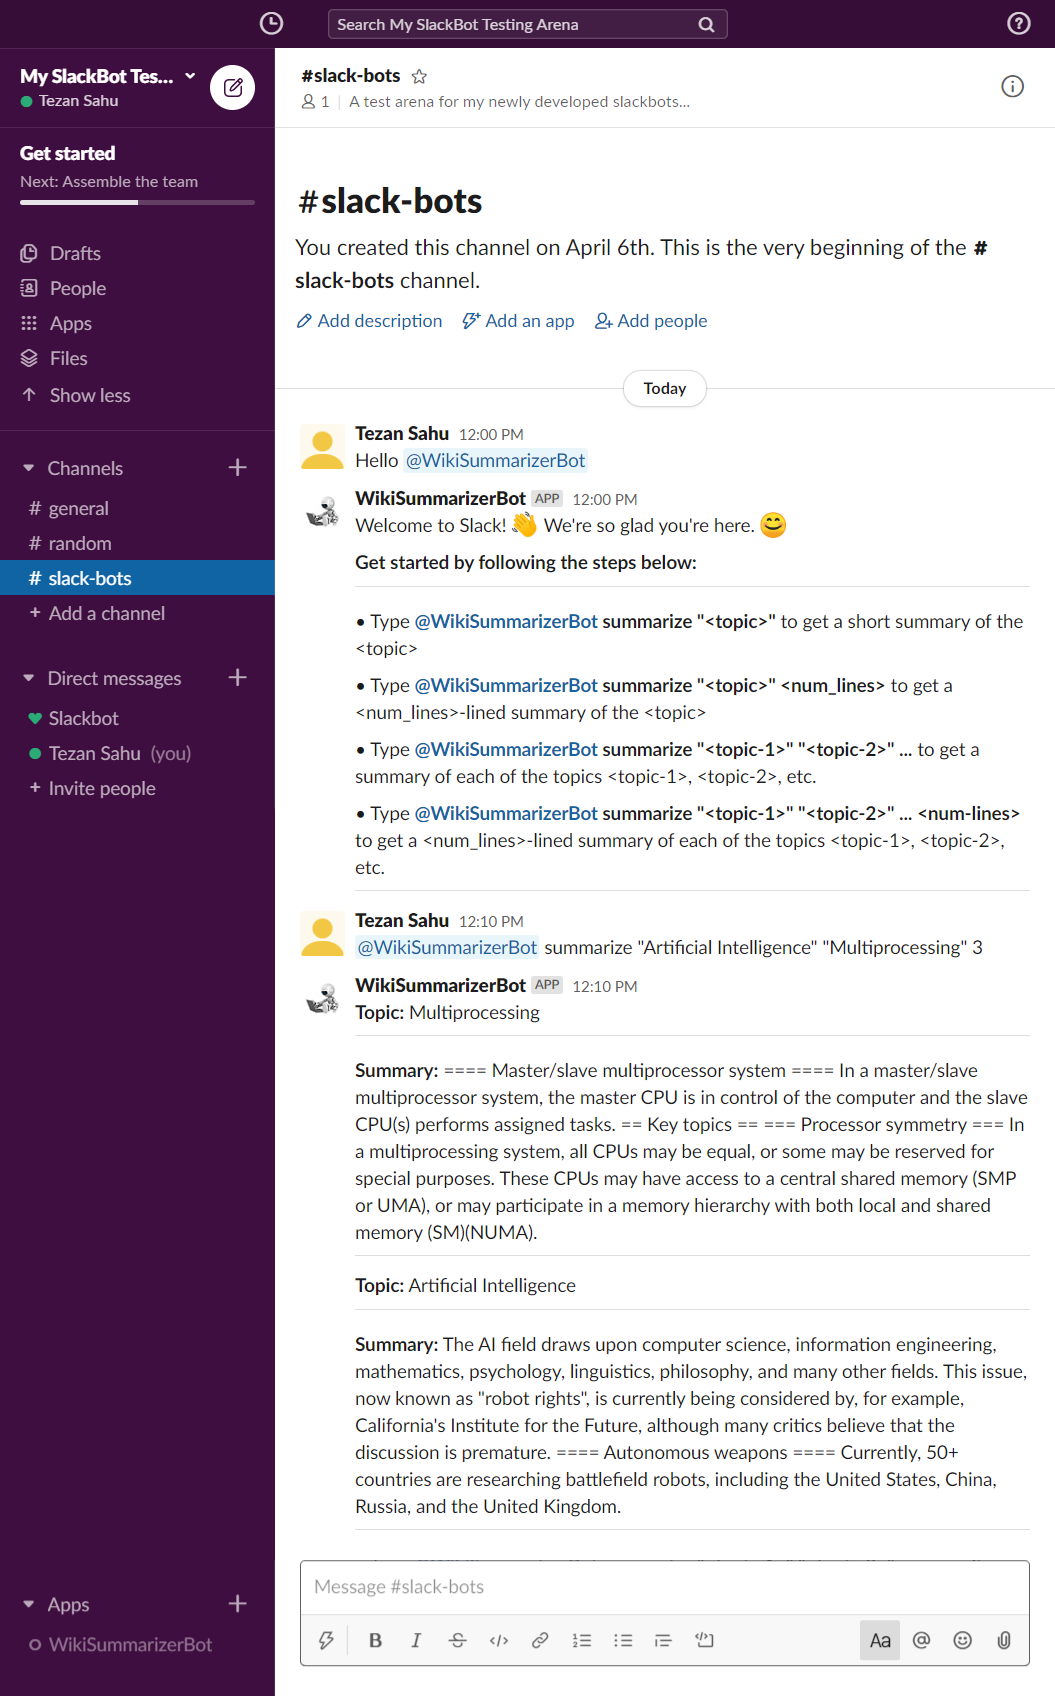 Search My SlackBot Testing Arena
My SlackBot Tes...
Tezan Sahu
Get started
Next: Assemble the team
Drafts
People
Apps
Files
Show less
Channels
# general
# random
# slack-bots
+ Add a channel
Direct messages
Slackbot
Tezan Sahu (you)
+ Invite people
Apps
WikiSummarizerBot
#slack-bots
1 | A test arena for my newly developed slackbots...
#slack-bots
You created this channel on April 6th. This is the very beginning of the #
slack-bots channel.
Add description Add an app Add people
Today
Tezan Sahu 12:00 PM
Hello @WikiSummarizerBot
WikiSummarizerBot APP 12:00 PM
Welcome to Slack! 👋 We're so glad you're here. 😊
Get started by following the steps below:
• Type @WikiSummarizerBot summarize "<topic>" to get a short summary of the
<topic>
• Type @WikiSummarizerBot summarize "<topic>" <num_lines> to get a
<num_lines>-lined summary of the <topic>
• Type @WikiSummarizerBot summarize "<topic-1>" "<topic-2>" ... to get a
summary of each of the topics <topic-1>, <topic-2>, etc.
• Type @WikiSummarizerBot summarize "<topic-1>" "<topic-2>" ... <num-lines>
to get a <num_lines>-lined summary of each of the topics <topic-1>, <topic-2>,
etc.
Tezan Sahu 12:10 PM
@WikiSummarizerBot summarize "Artificial Intelligence" "Multiprocessing" 3
WikiSummarizerBot APP 12:10 PM
Topic: Multiprocessing
Summary: ==== Master/slave multiprocessor system ==== In a master/slave
multiprocessor system, the master CPU is in control of the computer and the slave
CPU(s) performs assigned tasks. == Key topics == === Processor symmetry === In
a multiprocessing system, all CPUs may be equal, or some may be reserved for
special purposes. These CPUs may have access to a central shared memory (SMP
or UMA), or may participate in a memory hierarchy with both local and shared
memory (SM)(NUMA).
Topic: Artificial Intelligence
Summary: The AI field draws upon computer science, information engineering,
mathematics, psychology, linguistics, philosophy, and many other fields. This issue,
now known as "robot rights", is currently being considered by, for example,
California's Institute for the Future, although many critics believe that the
discussion is premature. ==== Autonomous weapons ==== Currently, 50+
countries are researching battlefield robots, including the United States, China,
Russia, and the United Kingdom.
Message #slack-bots
B I S </> Aa @